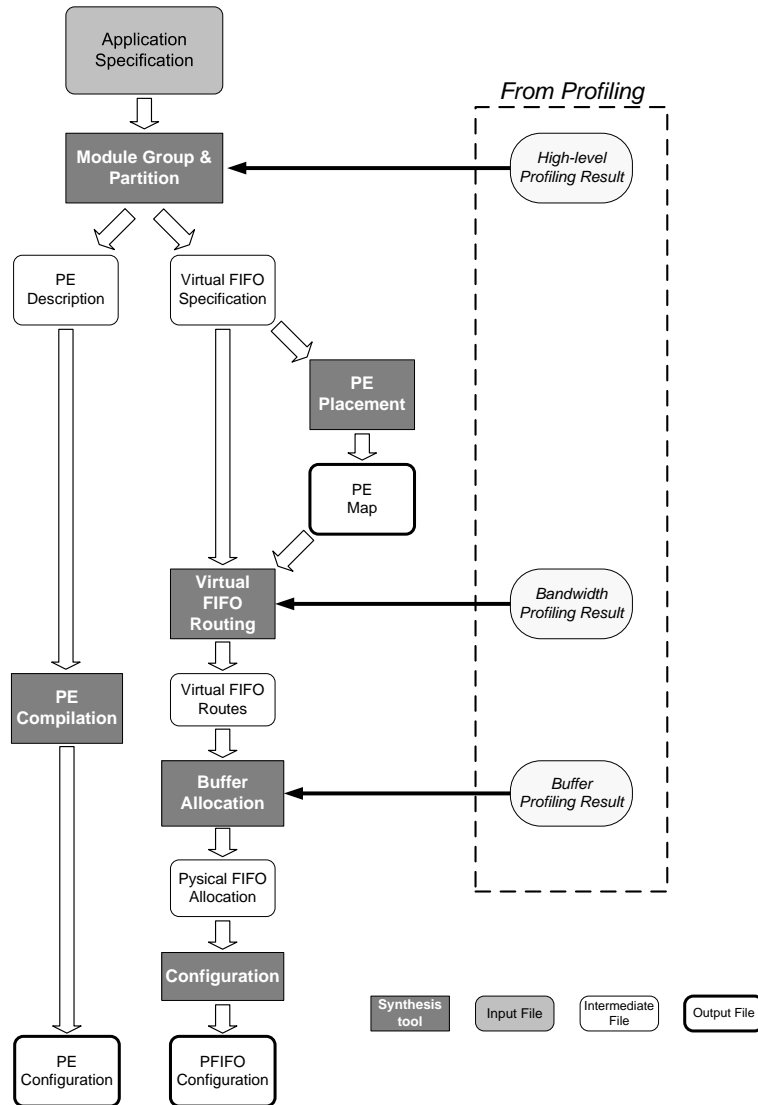 Application
Specification
From Profiling
Module Group &
Partition
High-level
Profiling Result
PE
Description
Virtual FIFO
Specification
PE
Placement
PE
Map
Virtual
FIFO
Routing
Bandwidth
Profiling Result
PE
Compilation
Virtual FIFO
Routes
Buffer
Allocation
Buffer
Profiling Result
Pysical FIFO
Allocation
Configuration
Synthesis
tool
Input File
Intermediate
File
Output File
PE
Configuration
PFIFO
Configuration